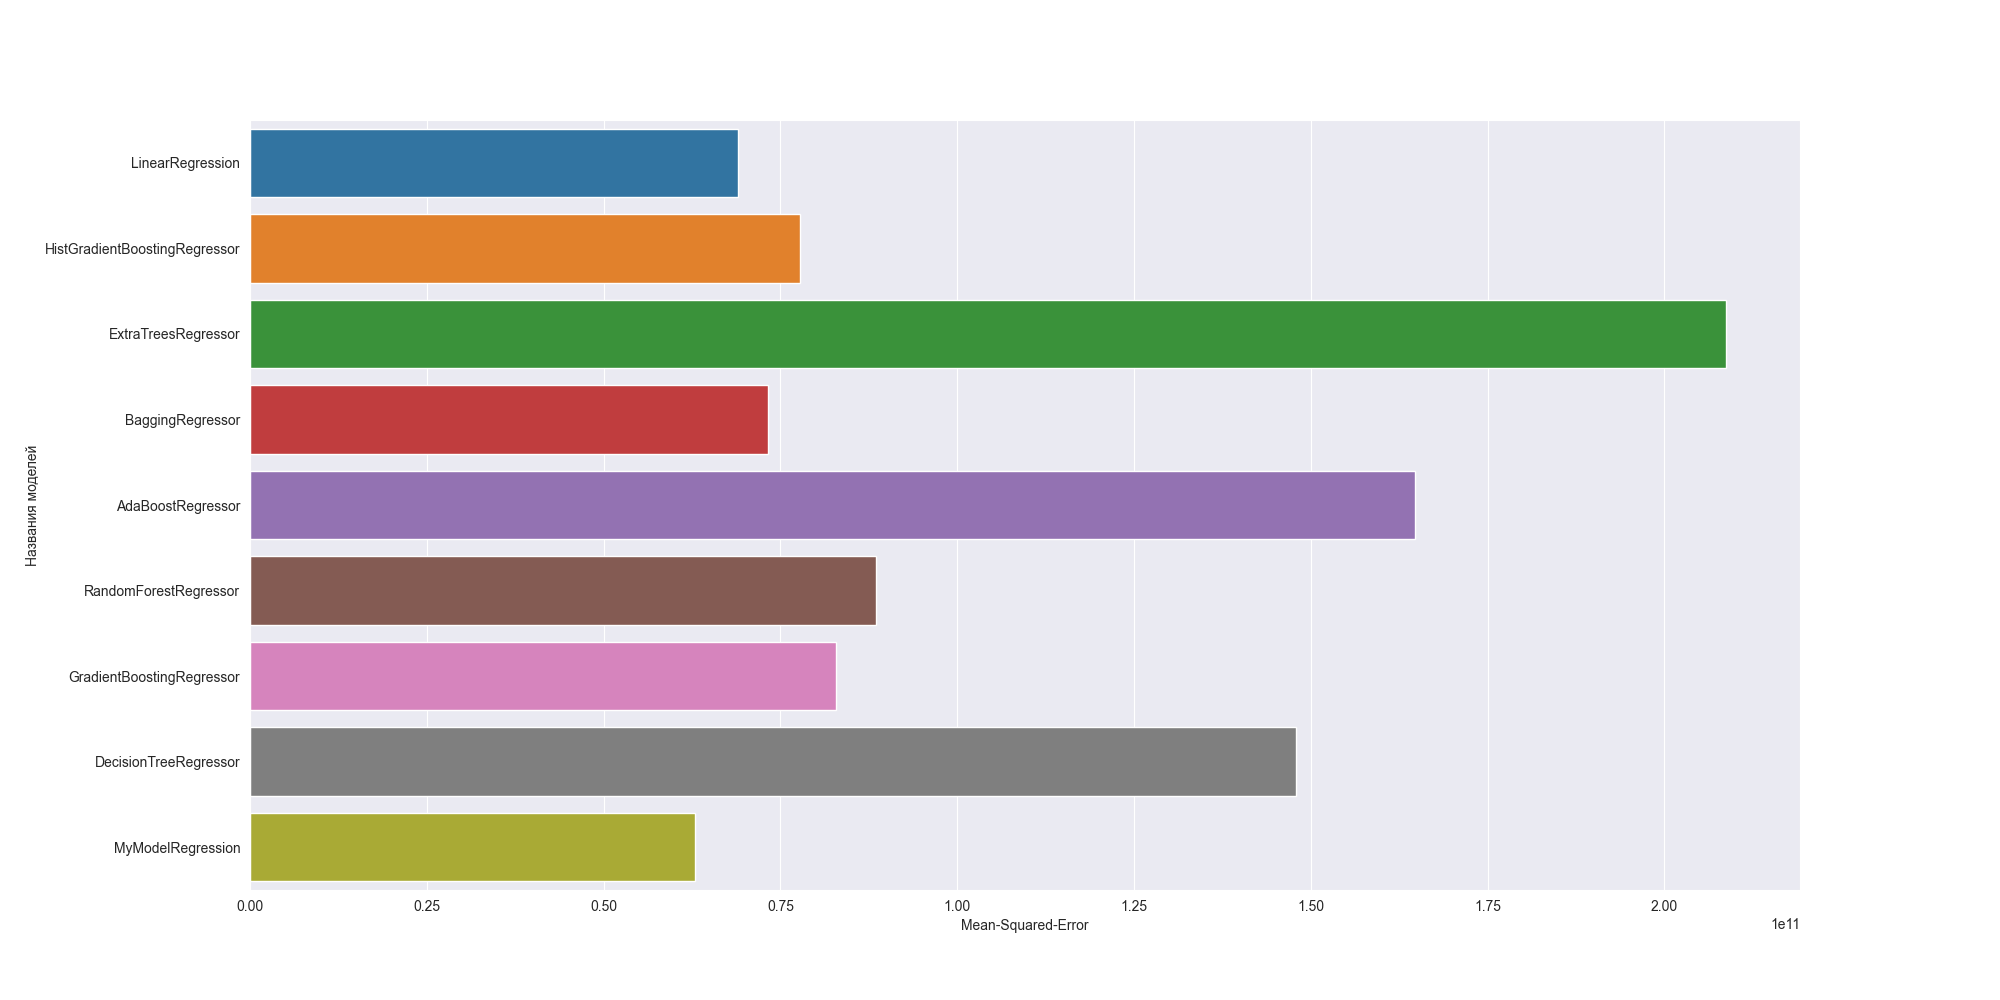 LinearRegression
HistGradientBoostingRegressor
ExtraTreesRegressor
BaggingRegressor
AdaBoostRegressor
RandomForestRegressor
GradientBoostingRegressor
DecisionTreeRegressor
MyModelRegression
Названия моделей
0.00 0.25 0.50 0.75 1.00 1.25 1.50 1.75 2.00
Mean-Squared-Error
1e11